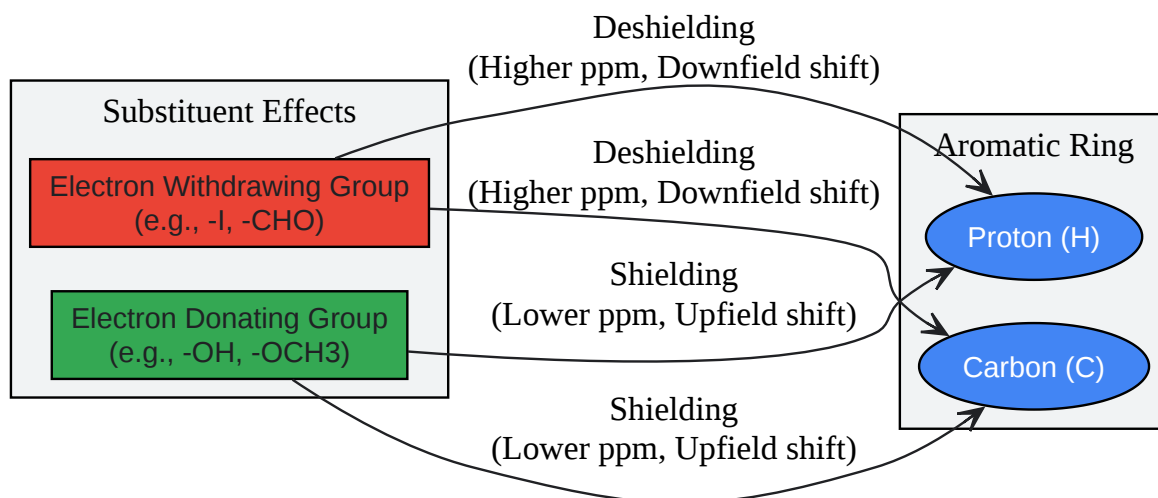 Substituent Effects
Electron Withdrawing Group
(e.g., -I, -CHO)
Electron Donating Group
(e.g., -OH, -OCH3)
Deshielding
(Higher ppm, Downfield shift)
Deshielding
(Higher ppm, Downfield shift)
Shielding
(Lower ppm, Upfield shift)
Shielding
(Lower ppm, Upfield shift)
Aromatic Ring
Proton (H)
Carbon (C)